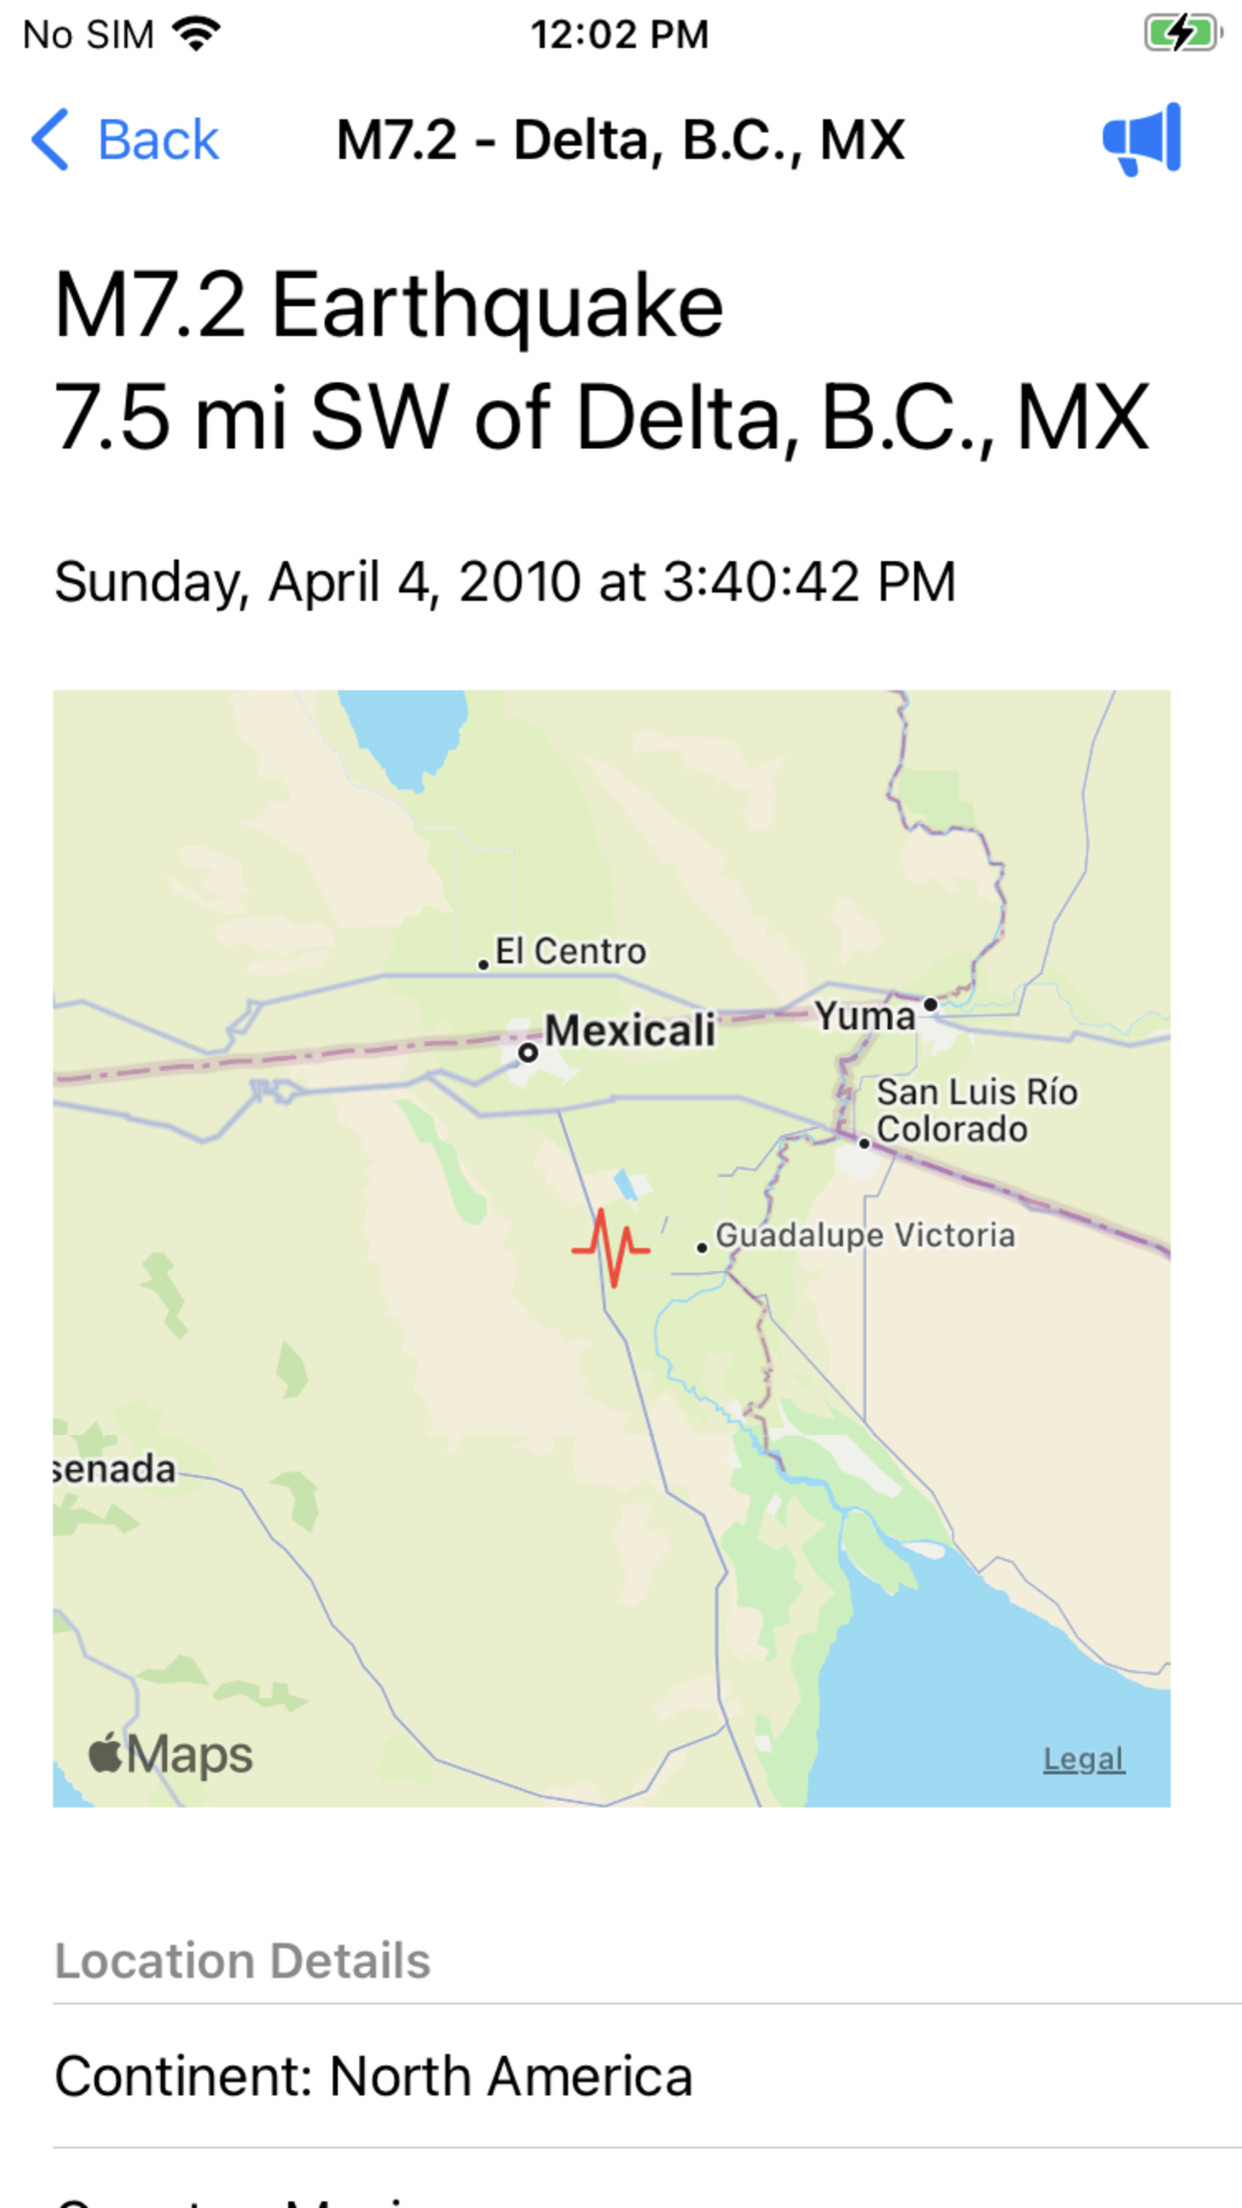 No SIM
12:02 PM
Back
M7.2 - Delta, B.C., MX
M7.2 Earthquake
7.5 mi SW of Delta, B.C., MX
Sunday, April 4, 2010 at 3:40:42 PM
El Centro
Mexicali
Yuma
San Luis Río
Colorado
Guadalupe Victoria
senada
Maps
Legal
Location Details
Continent: North America